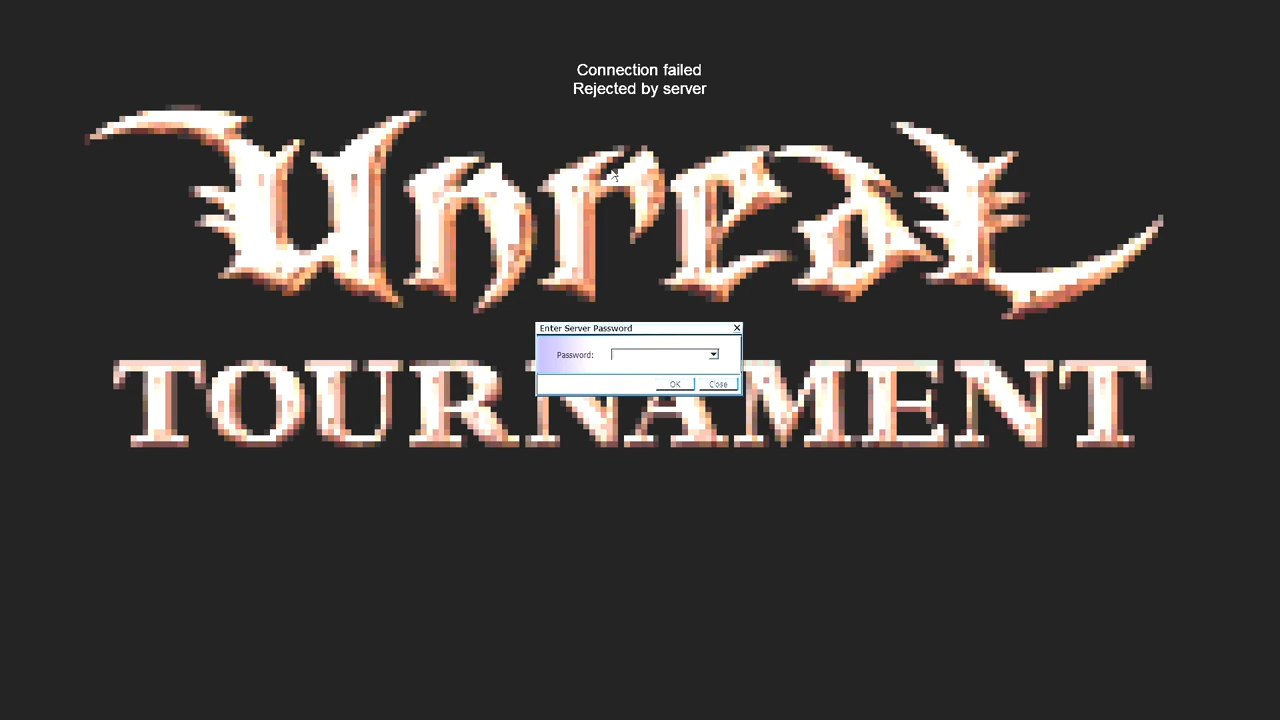 Connection failed
Rejected by server
Unreal
TOURNAMENT
Enter Server Password
Password:
OK Close